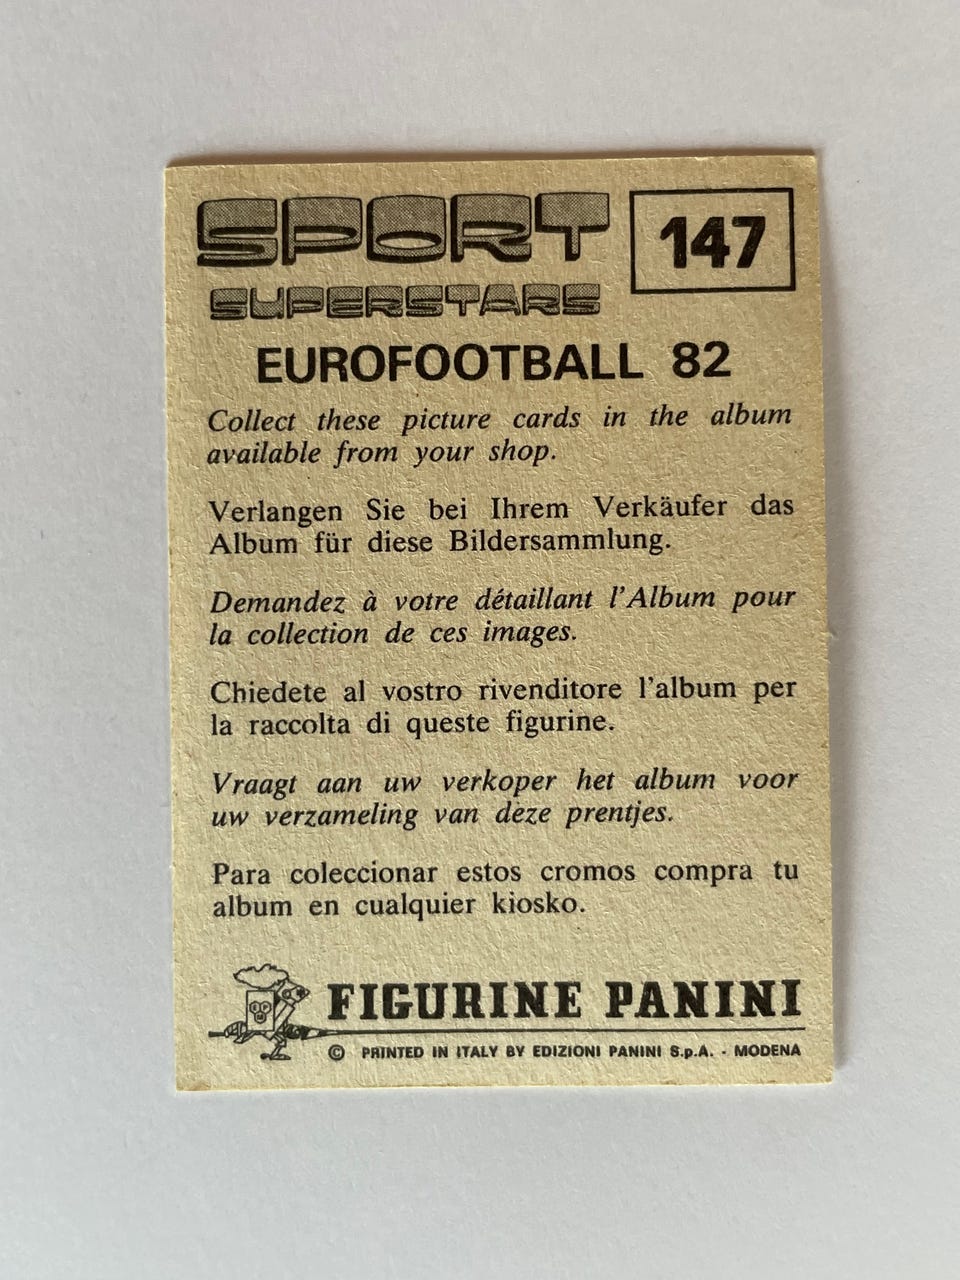 SPORT
147
SUPERSTARS
EUROFOOTBALL 82
Collect these picture cards in the album
available from your shop.
Verlangen Sie bei Ihrem Verkäufer das
Album für diese Bildersammlung.
Demandez à votre détaillant l'Album pour
la collection de ces images.
Chiedete al vostro rivenditore l'album per
la raccolta di queste figurine.
Vraagt aan uw verkoper het album voor
uw verzameling van deze prentjes.
Para coleccionar estos cromos compra tu
album en cualquier kiosko.
FIGURINE PANINI
© PRINTED IN ITALY BY EDIZIONI PANINI S.p.A. - MODENA